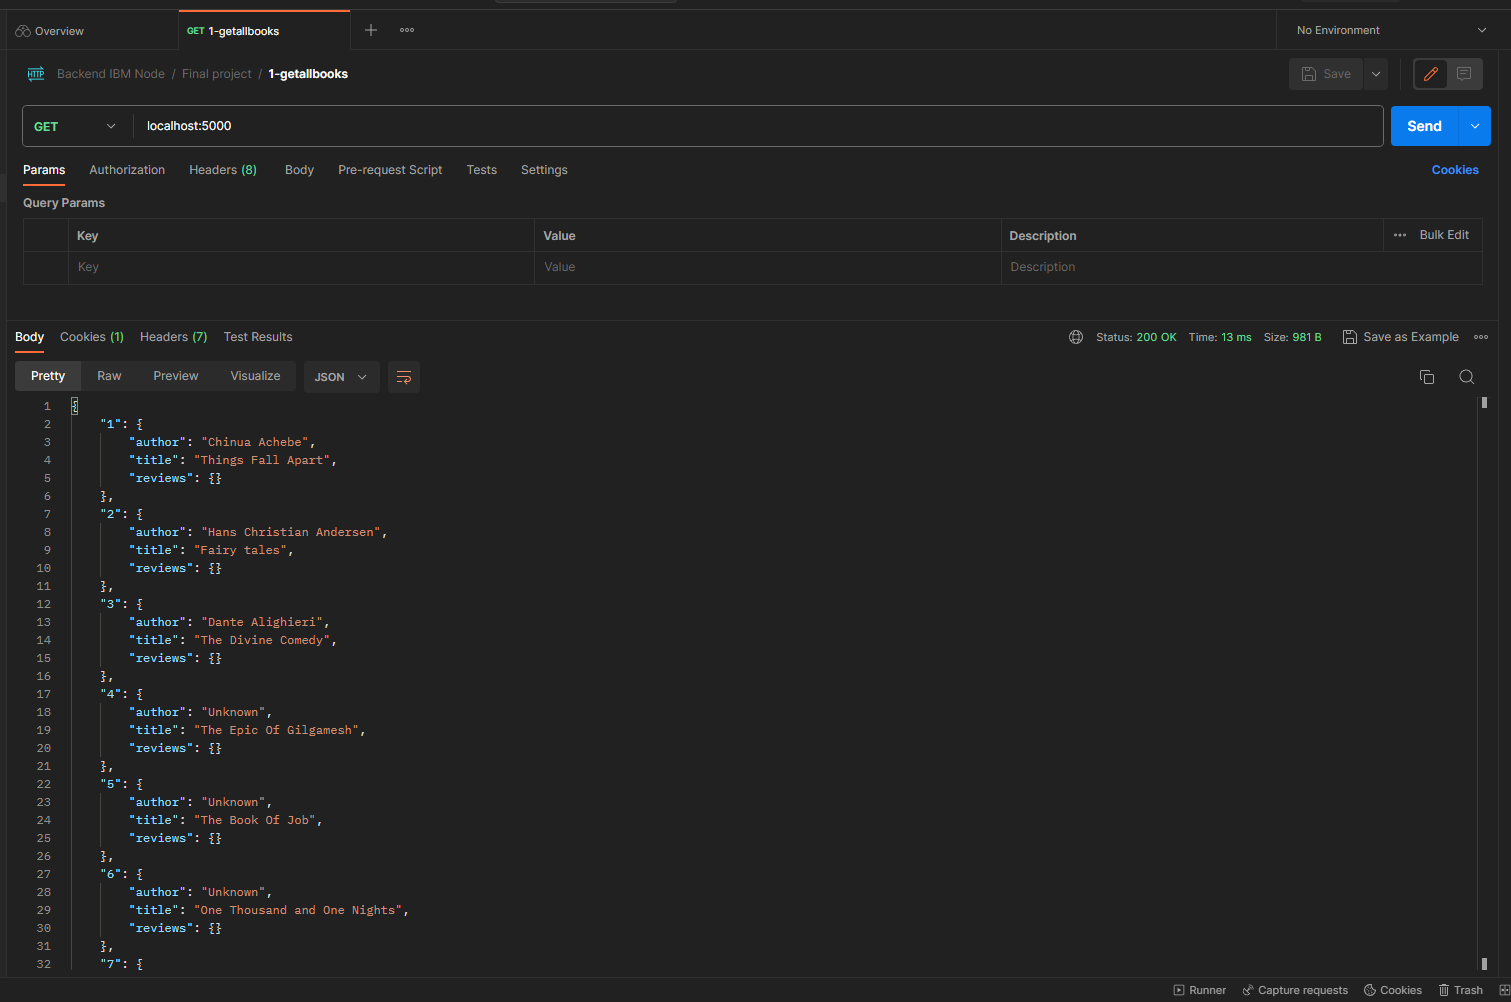 Overview GET 1-getallbooks No Environment
HTTP Backend IBM Node / Final project / 1-getallbooks Save
GET localhost:5000 Send
Params Authorization Headers (8) Body Pre-request Script Tests Settings Cookies
Query Params
Key Value Description Bulk Edit
Key Value Description
Body Cookies (1) Headers (7) Test Results Status: 200 OK Time: 13 ms Size: 981 B Save as Example
Pretty Raw Preview Visualize JSON
1 {
2 "1": {
3 "author": "Chinua Achebe",
4 "title": "Things Fall Apart",
5 "reviews": {}
6 },
7 "2": {
8 "author": "Hans Christian Andersen",
9 "title": "Fairy tales",
10 "reviews": {}
11 },
12 "3": {
13 "author": "Dante Alighieri",
14 "title": "The Divine Comedy",
15 "reviews": {}
16 },
17 "4": {
18 "author": "Unknown",
19 "title": "The Epic Of Gilgamesh",
20 "reviews": {}
21 },
22 "5": {
23 "author": "Unknown",
24 "title": "The Book Of Job",
25 "reviews": {}
26 },
27 "6": {
28 "author": "Unknown",
29 "title": "One Thousand and One Nights",
30 "reviews": {}
31 },
32 "7": {
Runner Capture requests Cookies Trash